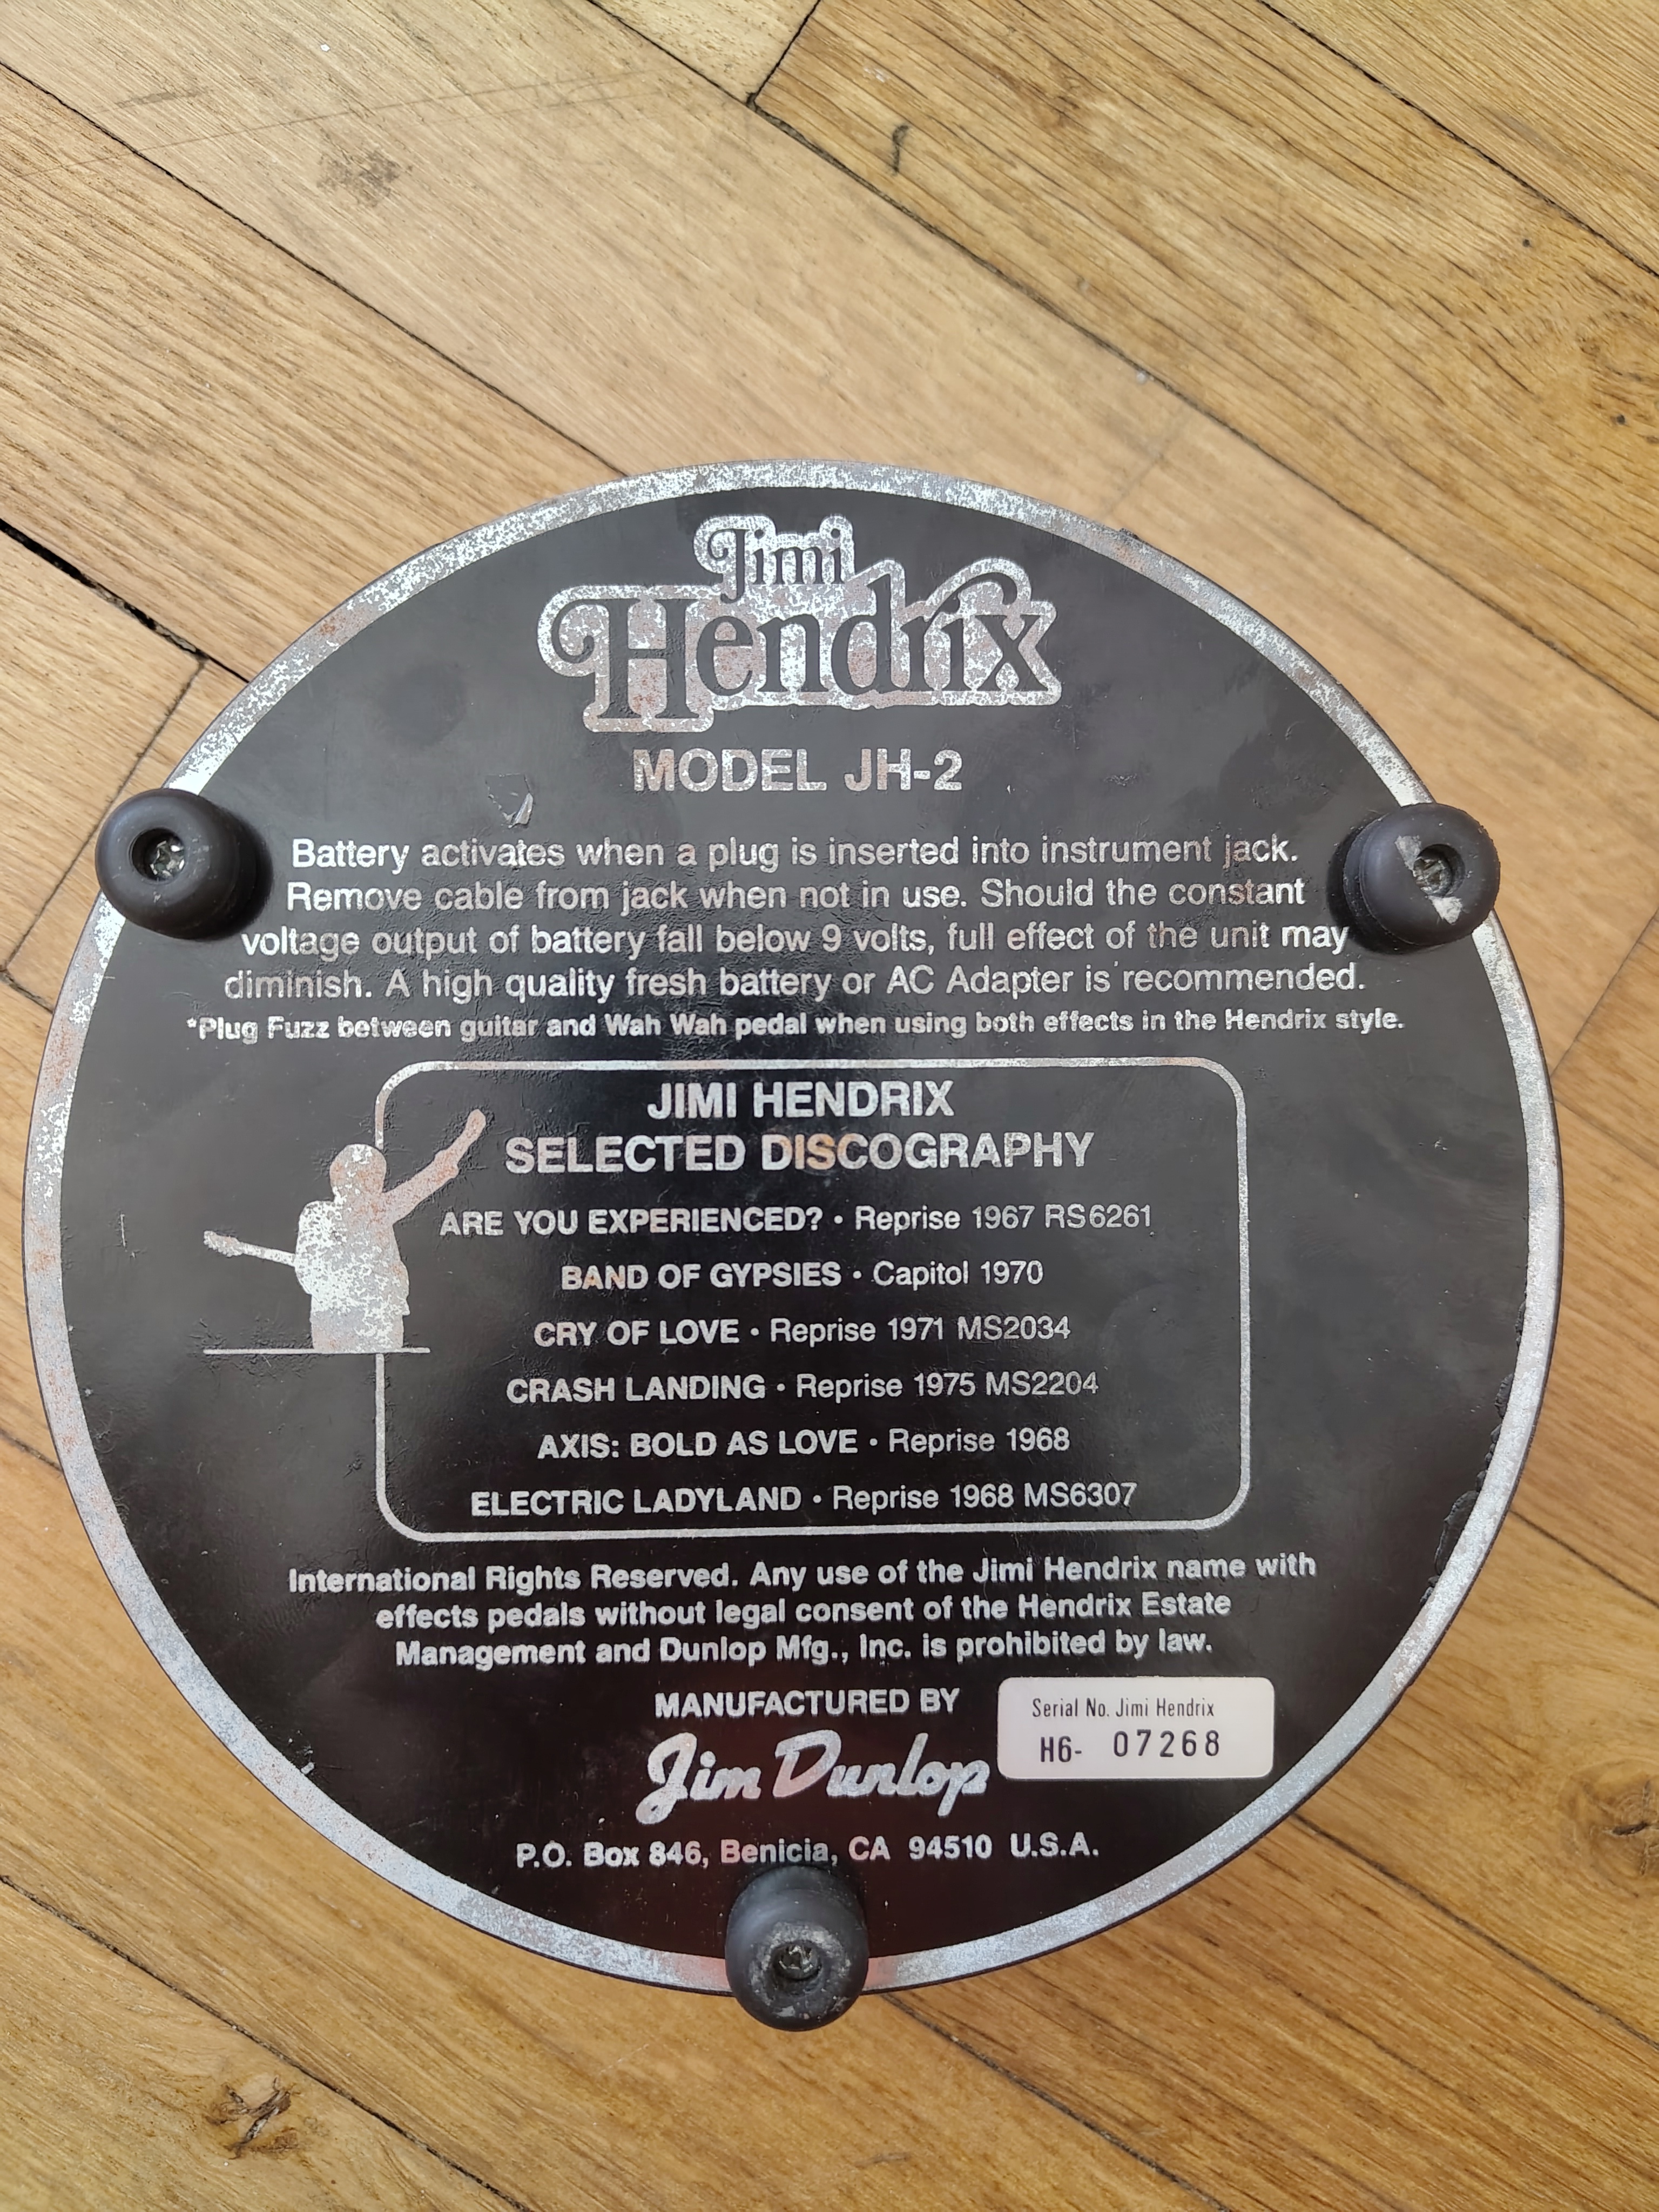 Jimi
Hendrix
MODEL JH-2
Battery activates when a plug is inserted into instrument jack.
Remove cable from jack when not in use. Should the constant
voltage output of battery fall below 9 volts, full effect of the unit may
diminish. A high quality fresh battery or AC Adapter is recommended.
*Plug Fuzz between guitar and Wah Wah pedal when using both effects in the Hendrix style.
JIMI HENDRIX
SELECTED DISCOGRAPHY
ARE YOU EXPERIENCED? • Reprise 1967 RS6261
BAND OF GYPSIES • Capitol 1970
CRY OF LOVE • Reprise 1971 MS2034
CRASH LANDING • Reprise 1975 MS2204
AXIS: BOLD AS LOVE • Reprise 1968
ELECTRIC LADYLAND • Reprise 1968 MS6307
International Rights Reserved. Any use of the Jimi Hendrix name with
effects pedals without legal consent of the Hendrix Estate
Management and Dunlop Mfg., Inc. is prohibited by law.
MANUFACTURED BY
Jim Dunlop
Serial No. Jimi Hendrix
H6- 07268
P.O. Box 846, Benicia, CA 94510 U.S.A.